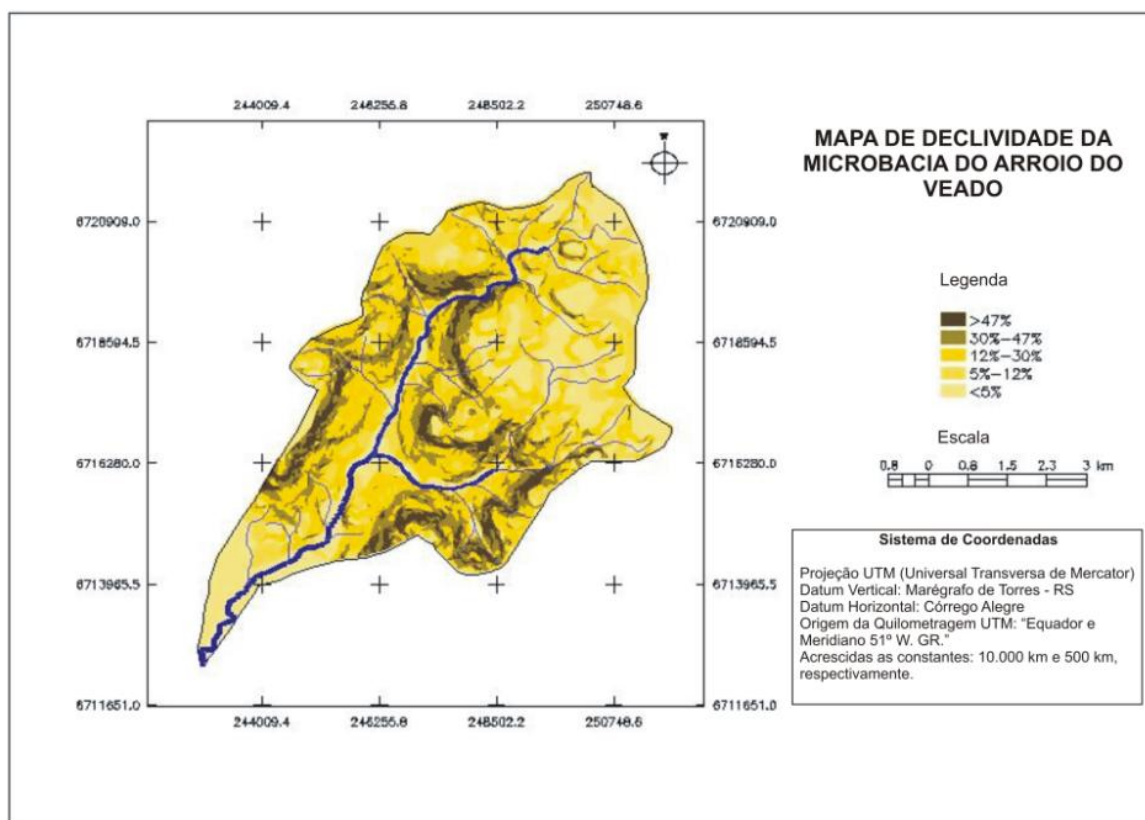 244009.4 246255.8 248502.2 250748.6
MAPA DE DECLIVIDADE DA
MICROBACIA DO ARROIO DO
VEADO
6720909.0 6720909.0
Legenda
>47%
30%-47%
12%-30%
5%-12%
<5%
6718594.5 6718594.5
Escala
0.8 0 0.8 1.5 2.3 3 km
6716280.0 6716280.0
Sistema de Coordenadas
Projeção UTM (Universal Transversa de Mercator)
Datum Vertical: Marégrafo de Torres - RS
Datum Horizontal: Córrego Alegre
Origem da Quilometragem UTM: “Equador e
Meridiano 51º W. GR.”
Acrescidas as constantes: 10.000 km e 500 km,
respectivamente.
6713965.5 6713965.5
6711651.0 6711651.0
244009.4 246255.8 248502.2 250748.6